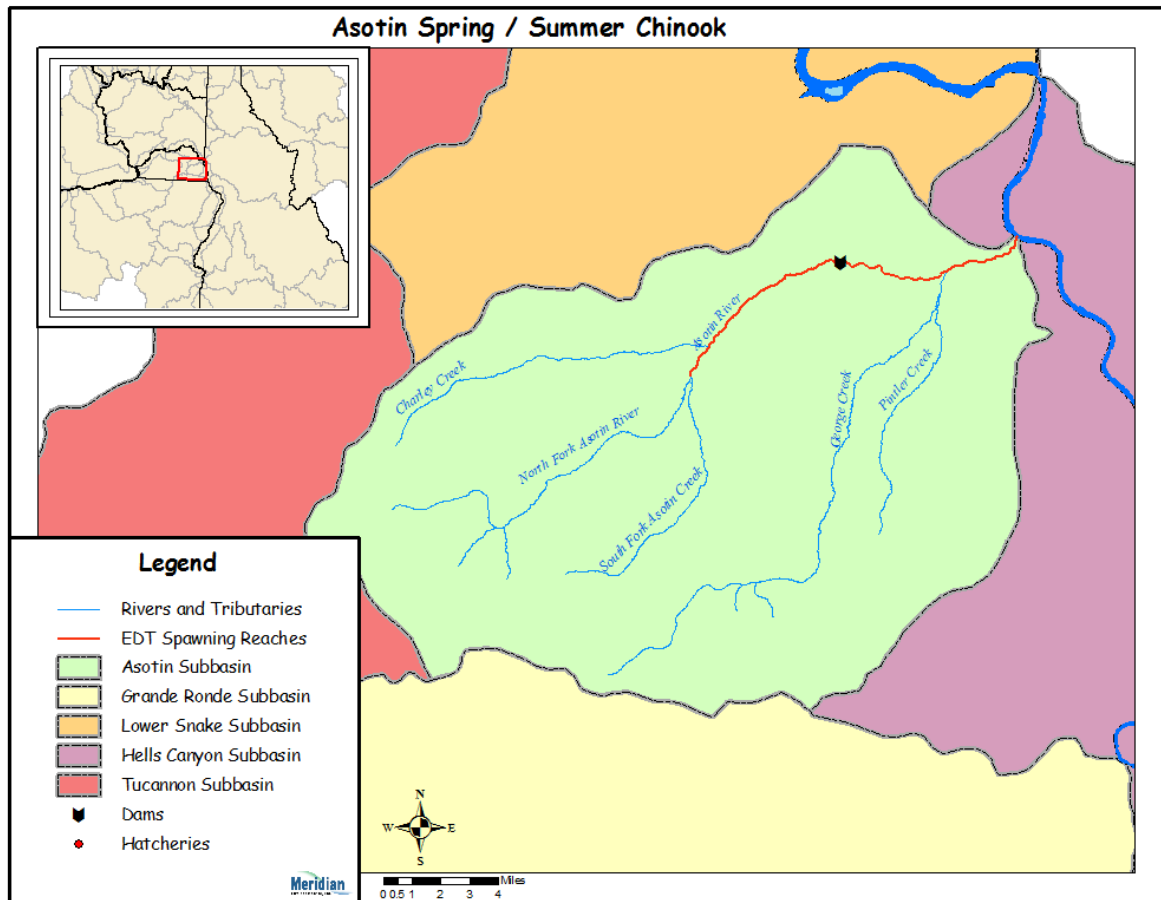 Asotin Spring / Summer Chinook
Asotin River
Charley Creek
North Fork Asotin River
South Fork Asotin Creek
George Creek
Pintler Creek
Legend
Rivers and Tributaries
EDT Spawning Reaches
Asotin Subbasin
Grande Ronde Subbasin
Lower Snake Subbasin
Hells Canyon Subbasin
Tucannon Subbasin
Dams
Hatcheries
N
W E
S
Meridian
Miles
0 0.5 1 2 3 4